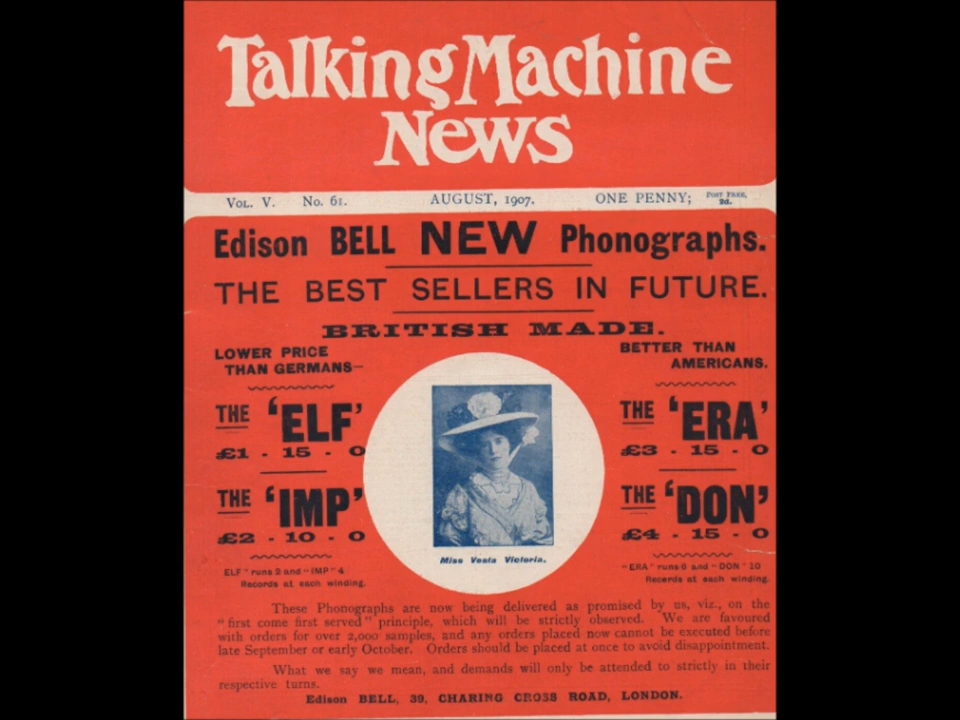 Talking Machine
News
Vol. V. No. 61. AUGUST, 1907. ONE PENNY; Post Free, 2d.
Edison BELL NEW Phonographs.
THE BEST SELLERS IN FUTURE.
BRITISH MADE.
LOWER PRICE
THAN GERMANS—
THE 'ELF'
£1 - 15 - 0
THE 'IMP'
£2 - 10 - 0
ELF" runs 3 and "IMP" 4
Records at each winding.
Miss Vesta Victoria.
BETTER THAN
AMERICANS.
THE 'ERA'
£3 - 15 - 0
THE 'DON'
£4 - 15 - 0
"ERA" runs 6 and "DON" 10
Records at each winding.
These Phonographs are now being delivered as promised by us, viz., on the
"first come first served" principle, which will be strictly observed. We are favoured
with orders for over 2,000 samples, and any orders placed now cannot be executed before
late September or early October. Orders should be placed at once to avoid disappointment.
What we say we mean, and demands will only be attended to strictly in their
respective turns.
Edison BELL, 39, CHARING CROSS ROAD, LONDON.